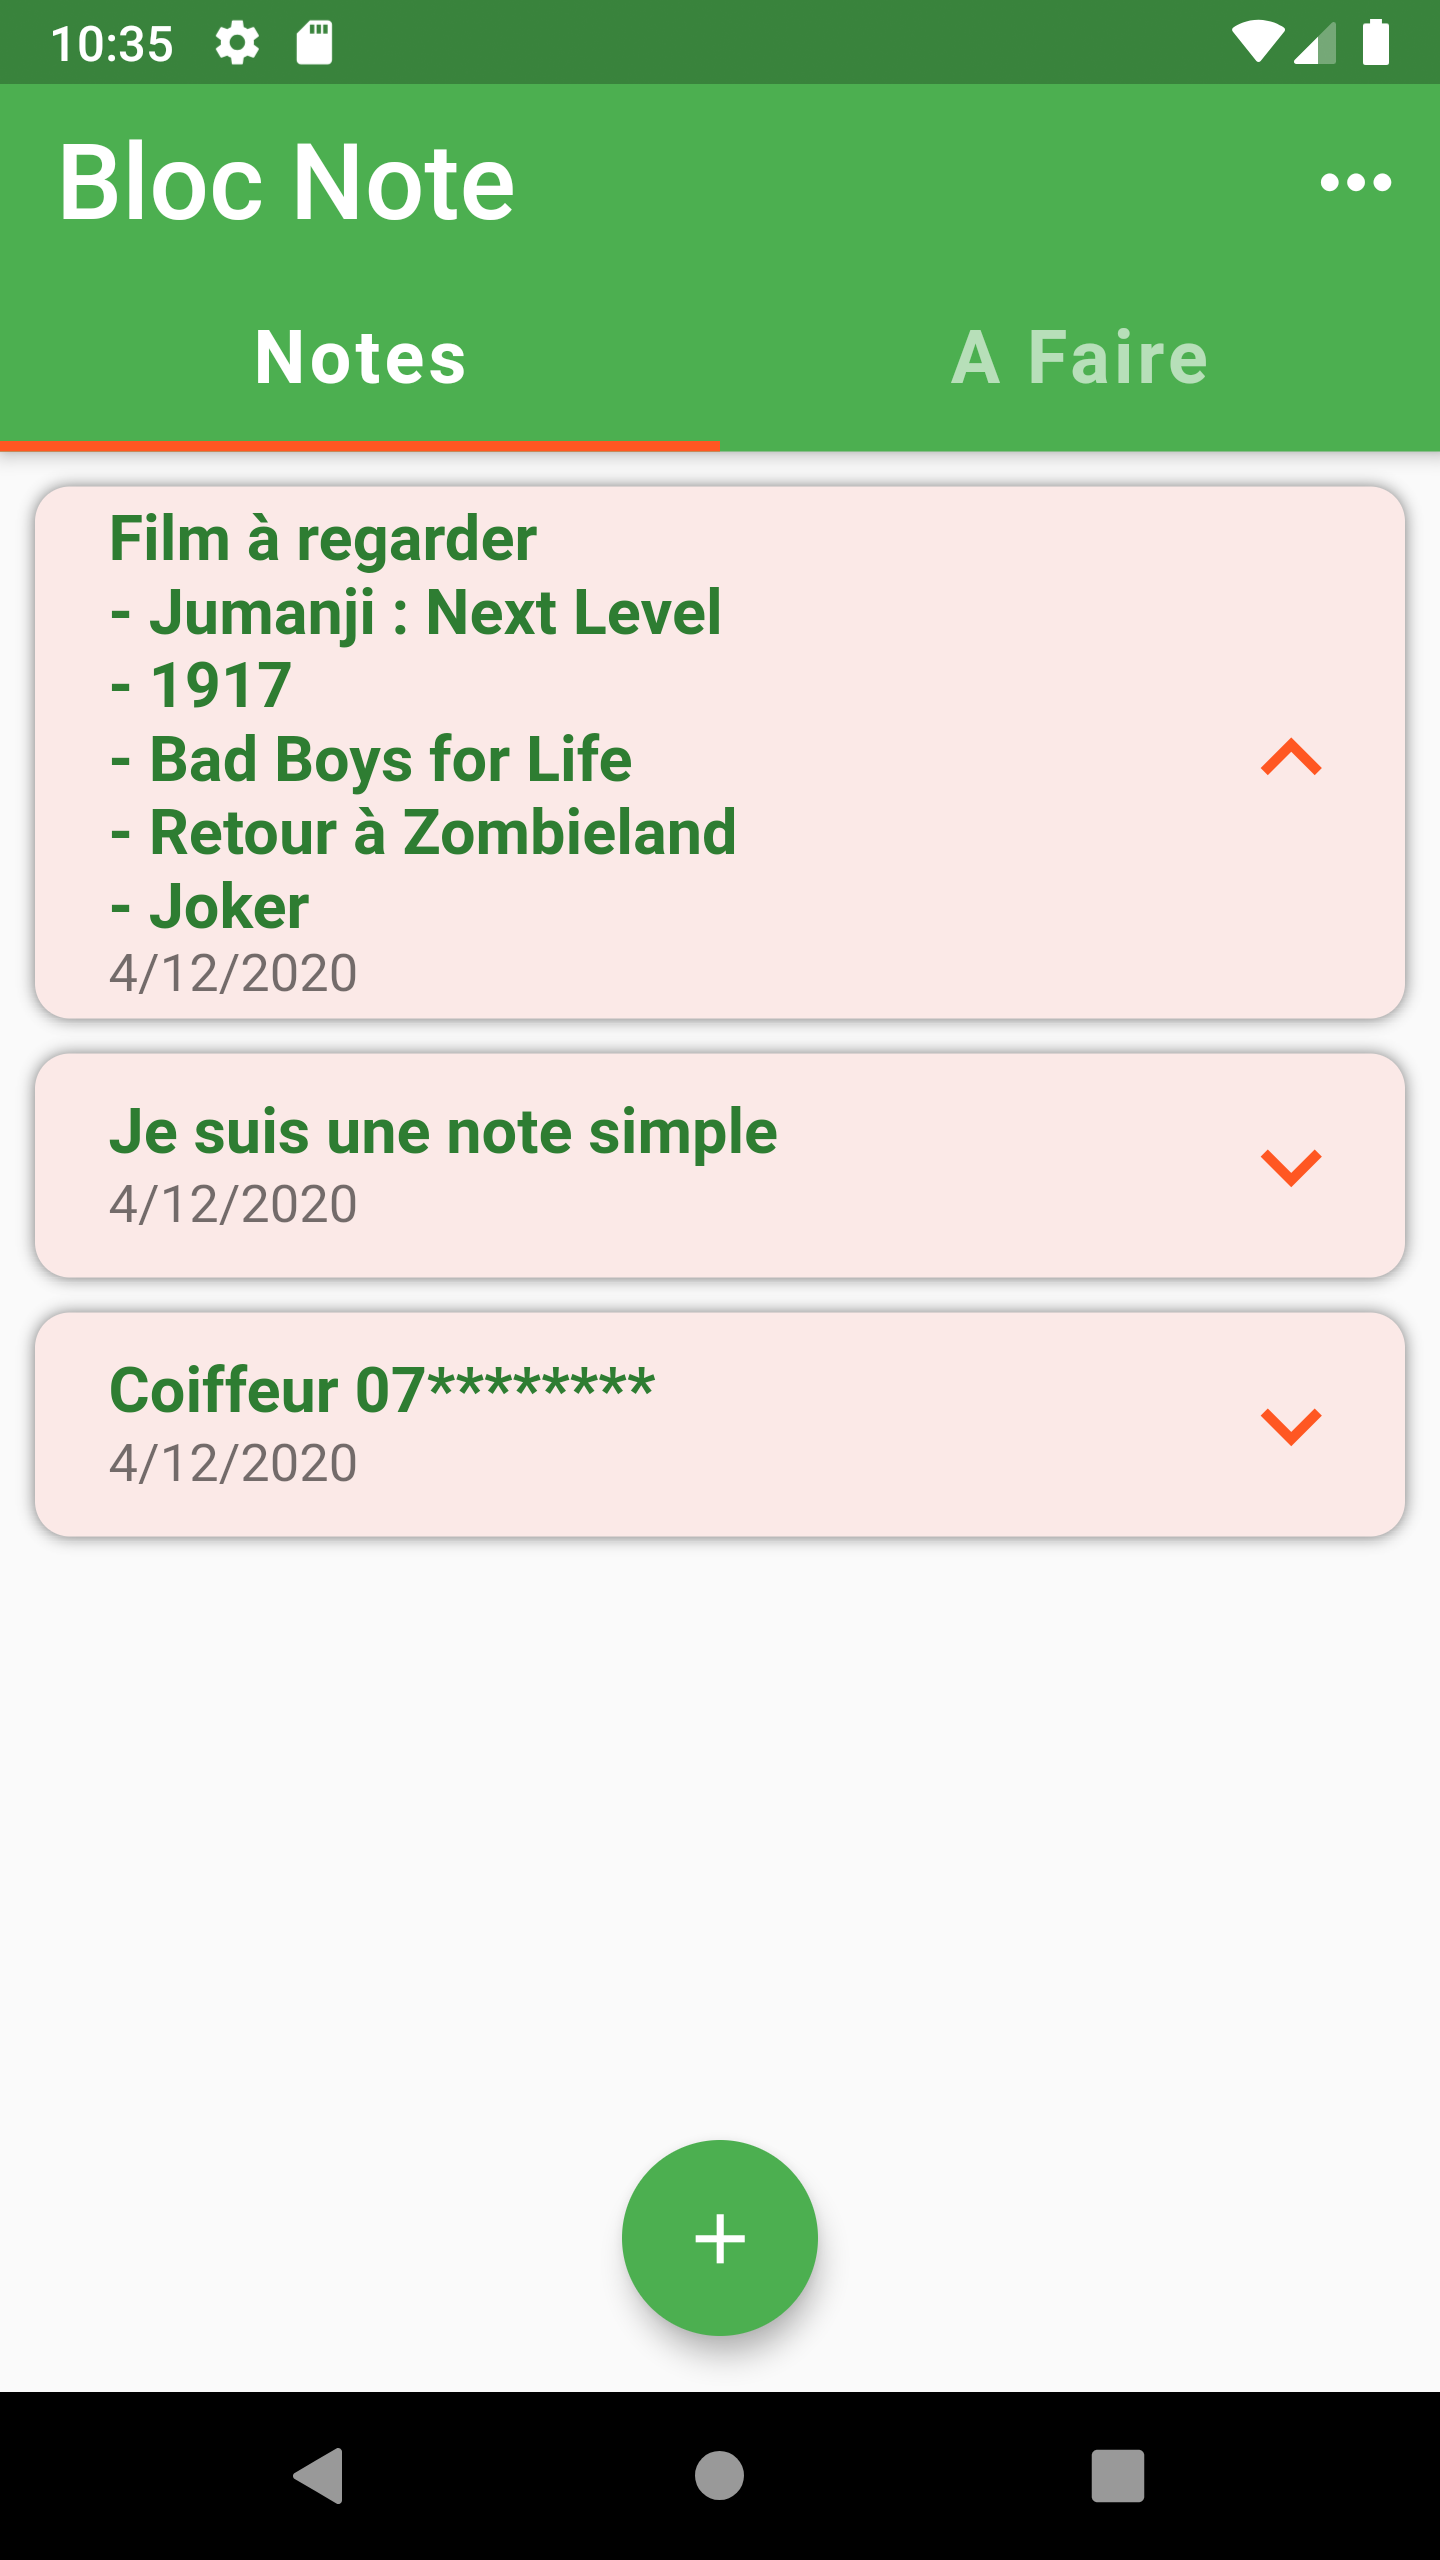 10:35
Bloc Note
Notes
A Faire
Film à regarder
- Jumanji : Next Level
- 1917
- Bad Boys for Life
- Retour à Zombieland
- Joker
4/12/2020
Je suis une note simple
4/12/2020
Coiffeur 07********
4/12/2020